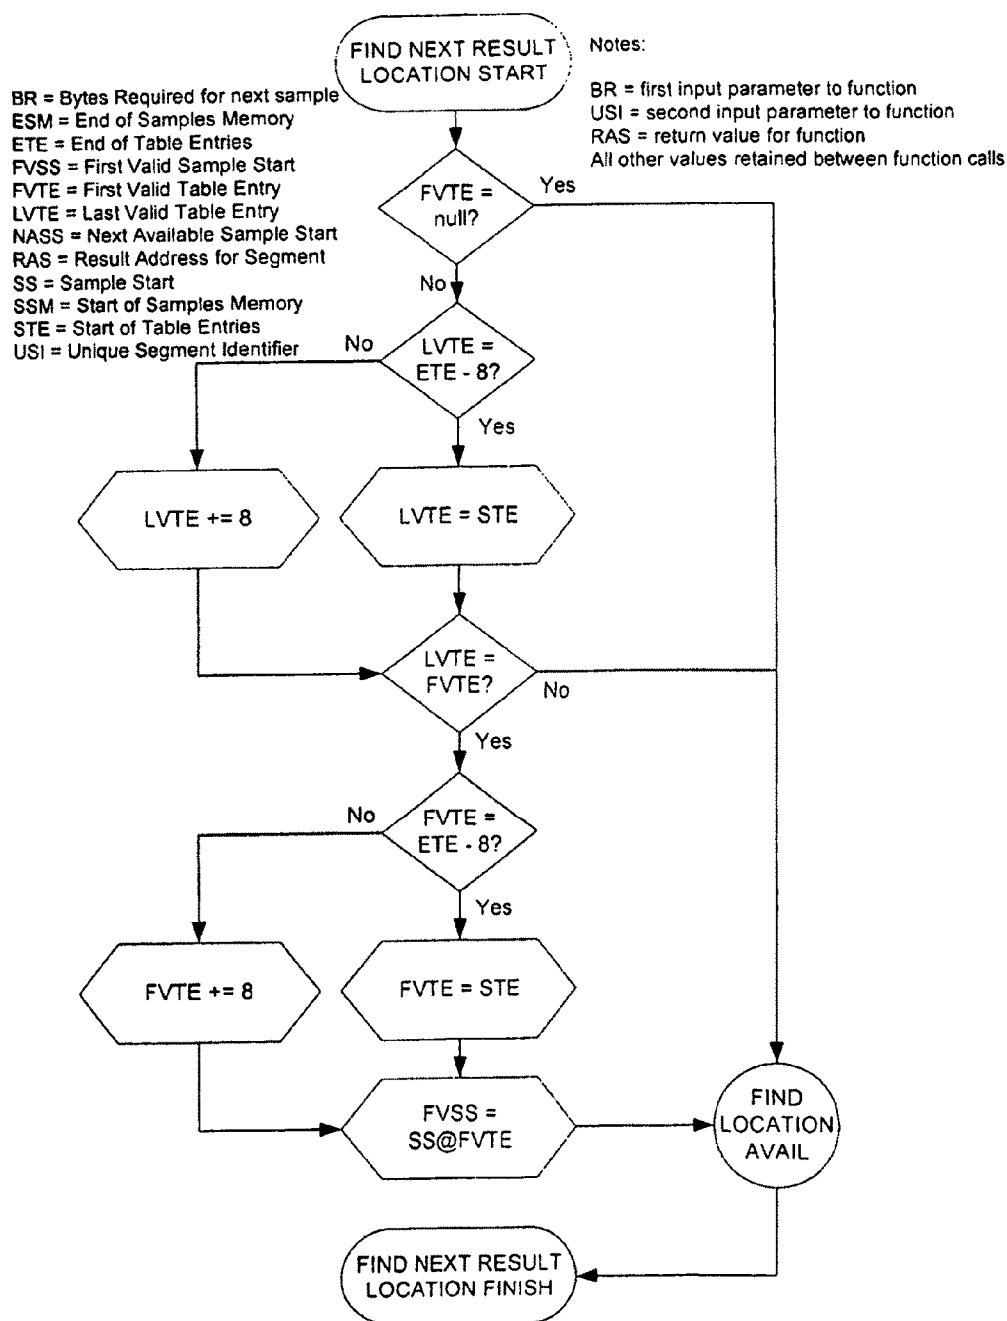 FIND NEXT RESULT
LOCATION START
Notes:
BR = first input parameter to function
USI = second input parameter to function
RAS = return value for function
All other values retained between function calls
BR = Bytes Required for next sample
ESM = End of Samples Memory
ETE = End of Table Entries
FVSS = First Valid Sample Start
FVTE = First Valid Table Entry
LVTE = Last Valid Table Entry
NASS = Next Available Sample Start
RAS = Result Address for Segment
SS = Sample Start
SSM = Start of Samples Memory
STE = Start of Table Entries
USI = Unique Segment Identifier
FVTE =
null?
Yes
No
LVTE =
ETE - 8?
No
Yes
LVTE += 8
LVTE = STE
LVTE =
FVTE?
No
Yes
FVTE =
ETE - 8?
No
Yes
FVTE += 8
FVTE = STE
FVSS =
SS@FVTE
FIND
LOCATION
AVAIL
FIND NEXT RESULT
LOCATION FINISH